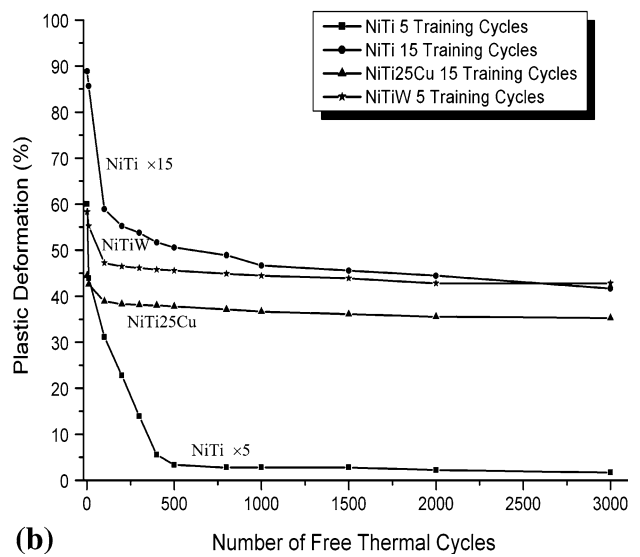 NiTi 5 Training Cycles
NiTi 15 Training Cycles
NiTi25Cu 15 Training Cycles
NiTiW 5 Training Cycles
100
90
80
70
60
50
40
30
20
10
0
Plastic Deformation (%)
NiTi ×15
NiTiW
NiTi25Cu
NiTi ×5
0 500 1000 1500 2000 2500 3000
(b) Number of Free Thermal Cycles